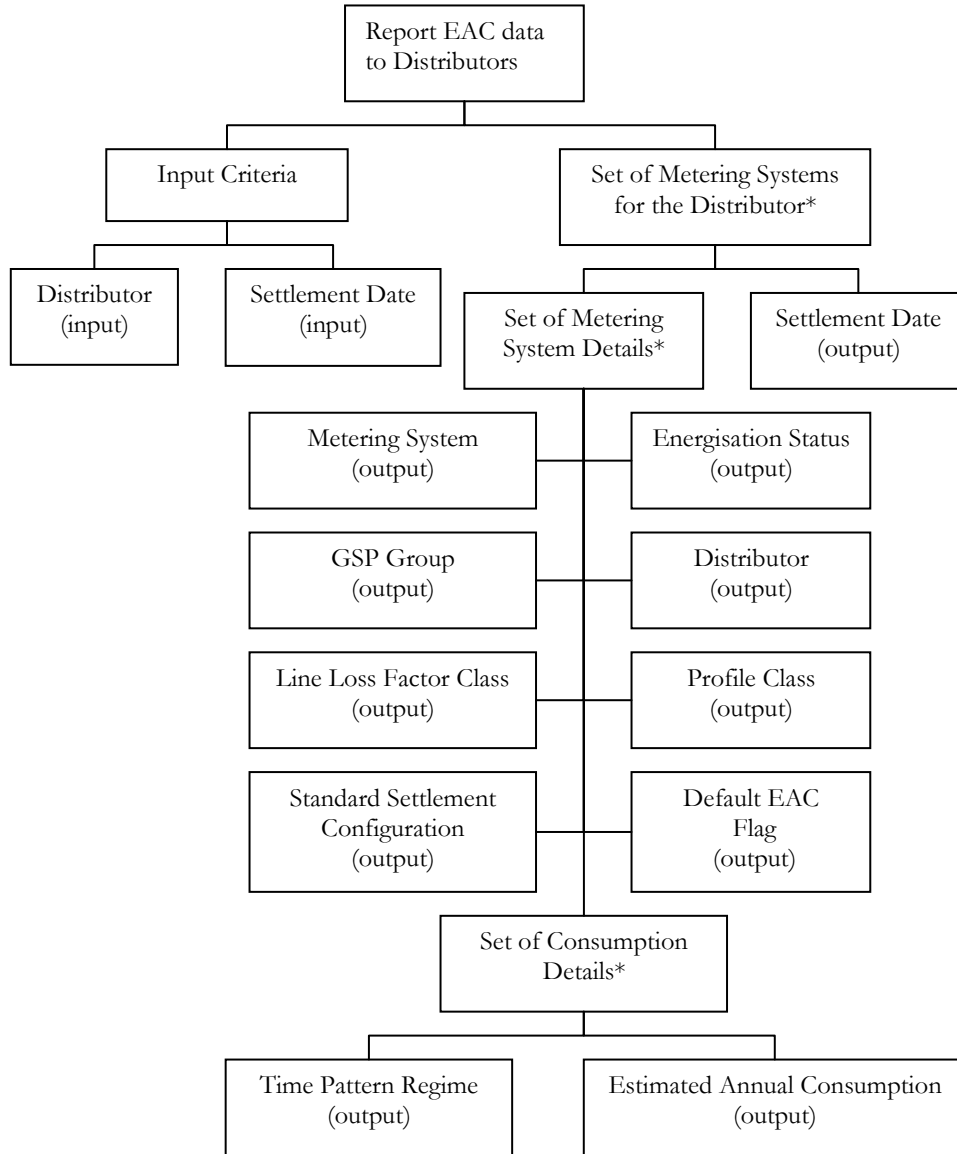 Report EAC data
to Distributors
Input Criteria
Set of Metering Systems
for the Distributor*
Distributor
(input)
Settlement Date
(input)
Set of Metering
System Details*
Settlement Date
(output)
Metering System
(output)
Energisation Status
(output)
GSP Group
(output)
Distributor
(output)
Line Loss Factor Class
(output)
Profile Class
(output)
Standard Settlement
Configuration
(output)
Default EAC
Flag
(output)
Set of Consumption
Details*
Time Pattern Regime
(output)
Estimated Annual Consumption
(output)